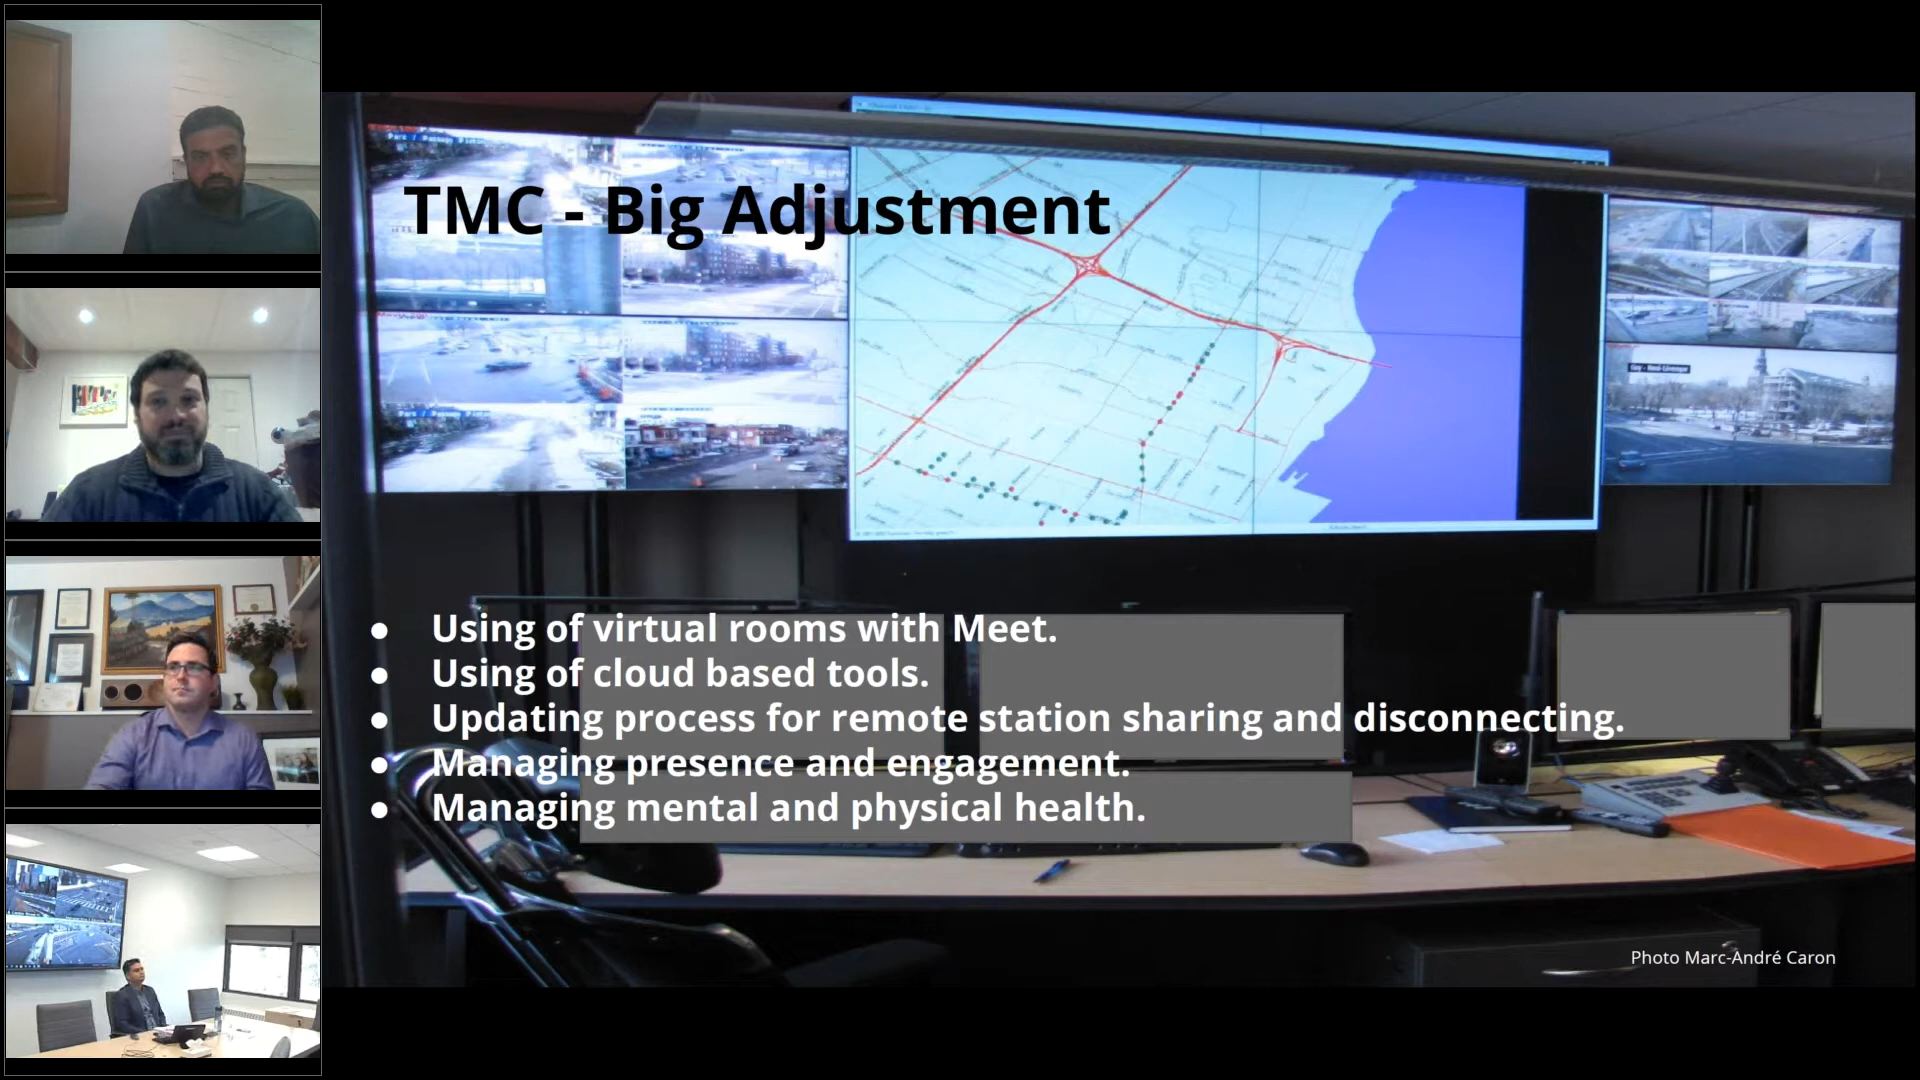 TMC - Big Adjustment
● Using of virtual rooms with Meet.
● Using of cloud based tools.
● Updating process for remote station sharing and disconnecting.
● Managing presence and engagement.
● Managing mental and physical health.
Photo Marc-André Caron